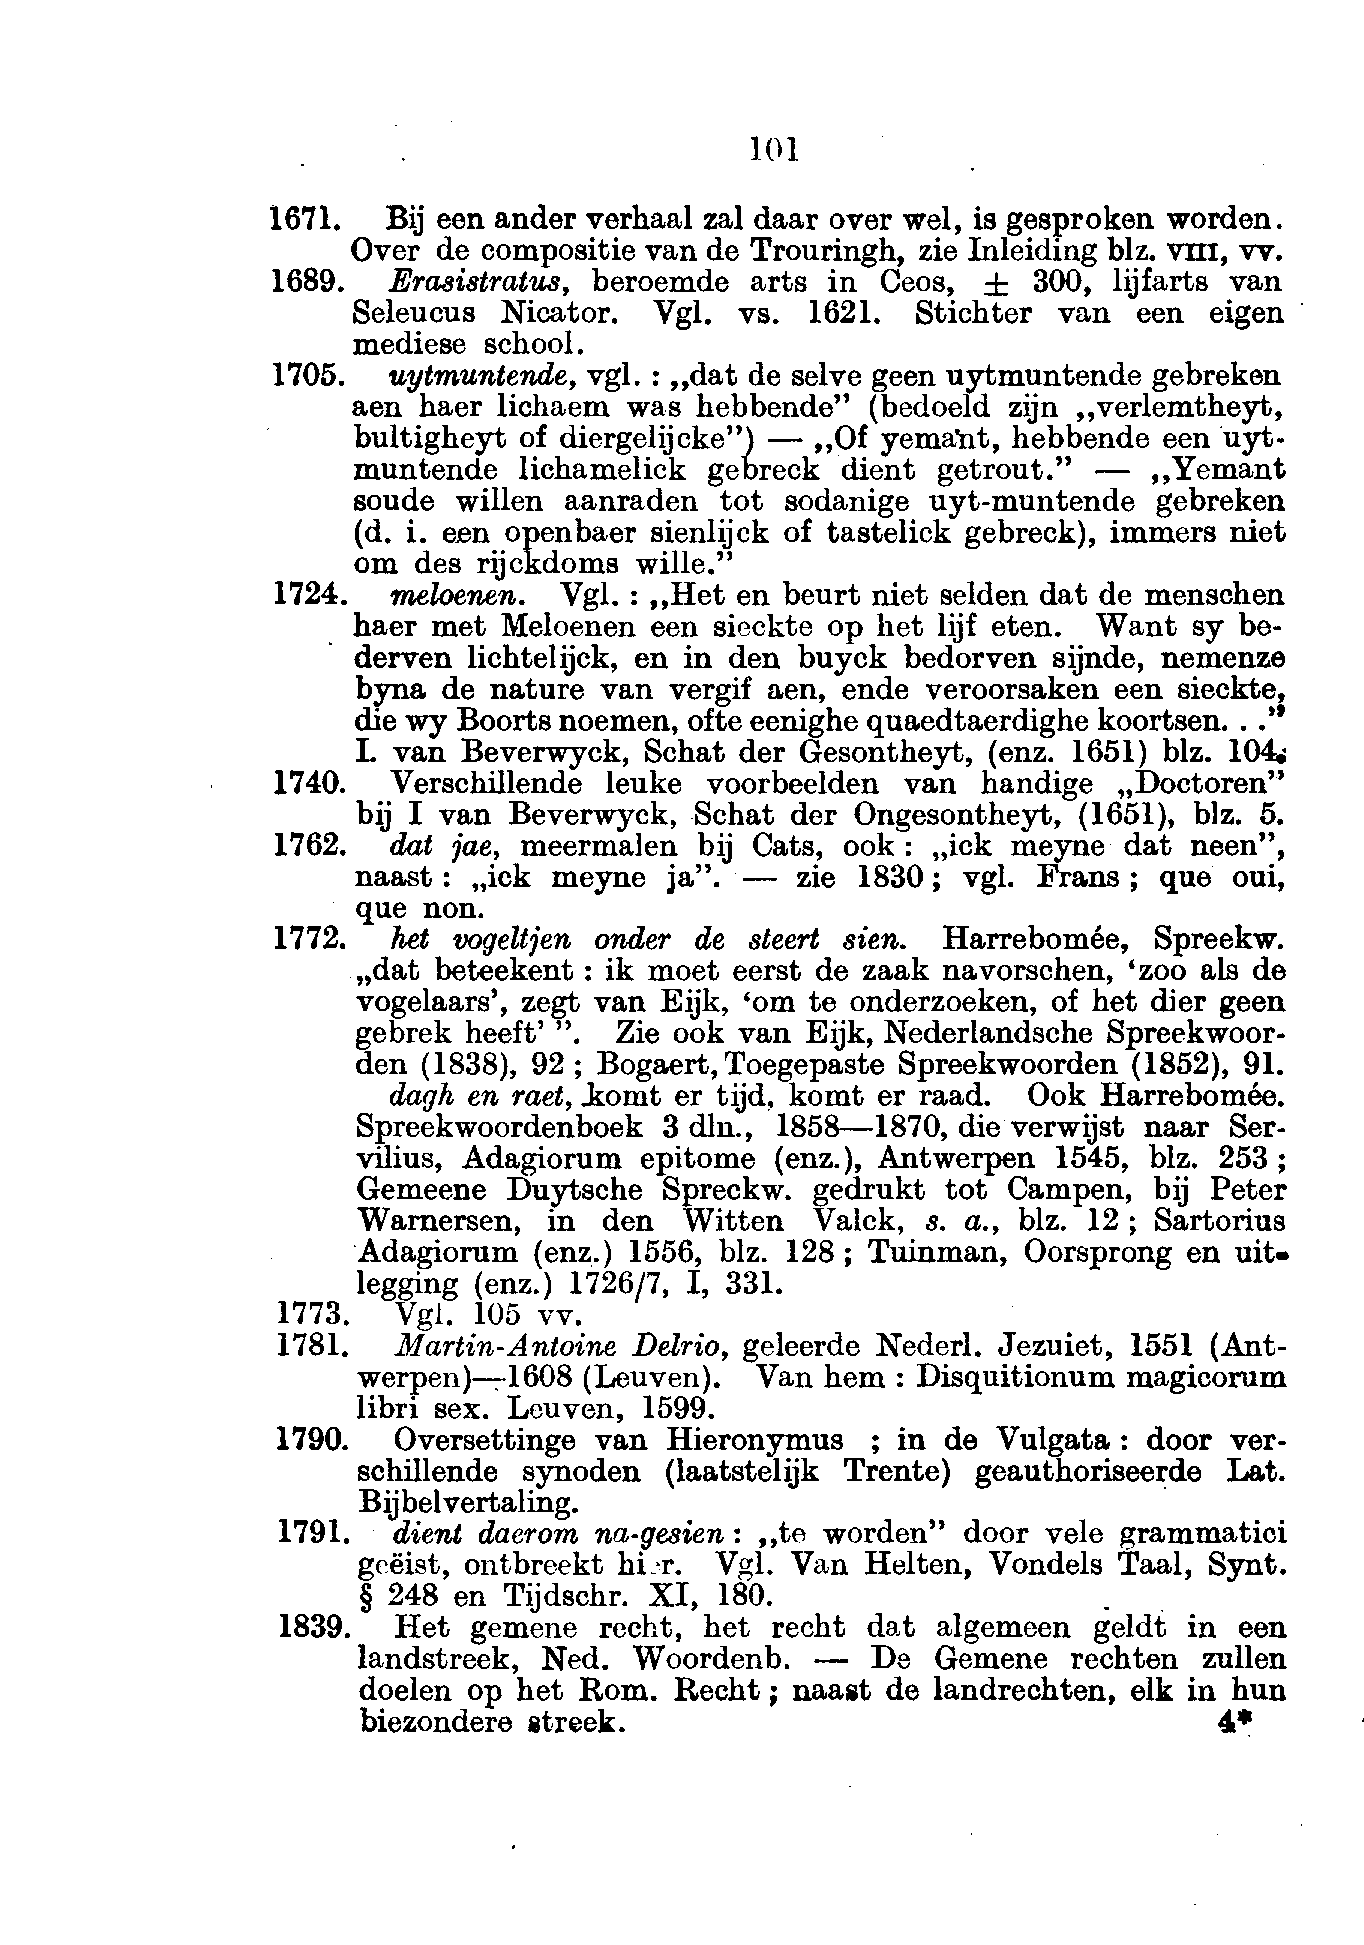 101
1671. Bij een ander verhaal zal daar over wel, is gesproken worden.
Over de compositie van de Trouringh, zie Inleiding blz. VIII, vv.
1689. Erasistratus, beroemde arts in Ceos, ± 300, lijfarts van
Seleucus Nicator. Vgl. vs. 1621. Stichter van een eigen
mediese school.
1705. uytmuntende, vgl. : „dat de selve geen uytmuntende gebreken
aen haer lichaem was hebbende” (bedoeld zijn „verlemtheyt,
bultigheyt of diergelijcke”) — „Of yemant, hebbende een uyt-
muntende lichamelick gebreck dient getrout.” — „Yemant
soude willen aanraden tot sodanige uyt-muntende gebreken
(d. i. een openbaer sienlijck of tastelick gebreck), immers niet
om des rijckdoms wille.”
1724. meloenen. Vgl. : „Het en beurt niet selden dat de menschen
haer met Meloenen een sieckte op het lijf eten. Want sy be-
derven lichtelijck, en in den buyck bedorven sijnde, nemenze
byna de nature van vergif aen, ende veroorsaken een sieckte,
die wy Boorts noemen, ofte eenighe quaedtaerdighe koortsen. . .”
I. van Beverwyck, Schat der Gesontheyt, (enz. 1651) blz. 104.
1740. Verschillende leuke voorbeelden van handige „Doctoren”
bij I van Beverwyck, Schat der Ongesontheyt, (1651), blz. 5.
1762. dat jae, meermalen bij Cats, ook : „ick meyne dat neen”,
naast : „ick meyne ja”. — zie 1830 ; vgl. Frans ; que oui,
que non.
1772. het vogeltjen onder de steert sien. Harrebomée, Spreekw.
„dat beteekent : ik moet eerst de zaak navorschen, ‘zoo als de
vogelaars’, zegt van Eijk, ‘om te onderzoeken, of het dier geen
gebrek heeft’ ”. Zie ook van Eijk, Nederlandsche Spreekwoor-
den (1838), 92 ; Bogaert, Toegepaste Spreekwoorden (1852), 91.
dagh en raet, komt er tijd, komt er raad. Ook Harrebomée.
Spreekwoordenboek 3 dln., 1858—1870, die verwijst naar Ser-
vilius, Adagiorum epitome (enz.), Antwerpen 1545, blz. 253 ;
Gemeene Duytsche Spreckw. gedrukt tot Campen, bij Peter
Warnersen, in den Witten Valck, s. a., blz. 12 ; Sartorius
Adagiorum (enz.) 1556, blz. 128 ; Tuinman, Oorsprong en uit-
legging (enz.) 1726/7, I, 331.
1773. Vgl. 105 vv.
1781. Martin-Antoine Delrio, geleerde Nederl. Jezuiet, 1551 (Ant-
werpen)—1608 (Leuven). Van hem : Disquitionum magicorum
libri sex. Leuven, 1599.
1790. Oversettinge van Hieronymus ; in de Vulgata : door ver-
schillende synoden (laatstelijk Trente) geauthoriseerde Lat.
Bijbelvertaling.
1791. dient daerom na-gesien : „te worden” door vele grammatici
geëist, ontbreekt hier. Vgl. Van Helten, Vondels Taal, Synt.
§ 248 en Tijdschr. XI, 180.
1839. Het gemene recht, het recht dat algemeen geldt in een
landstreek, Ned. Woordenb. — De Gemene rechten zullen
doelen op het Rom. Recht ; naast de landrechten, elk in hun
biezondere streek. 4*